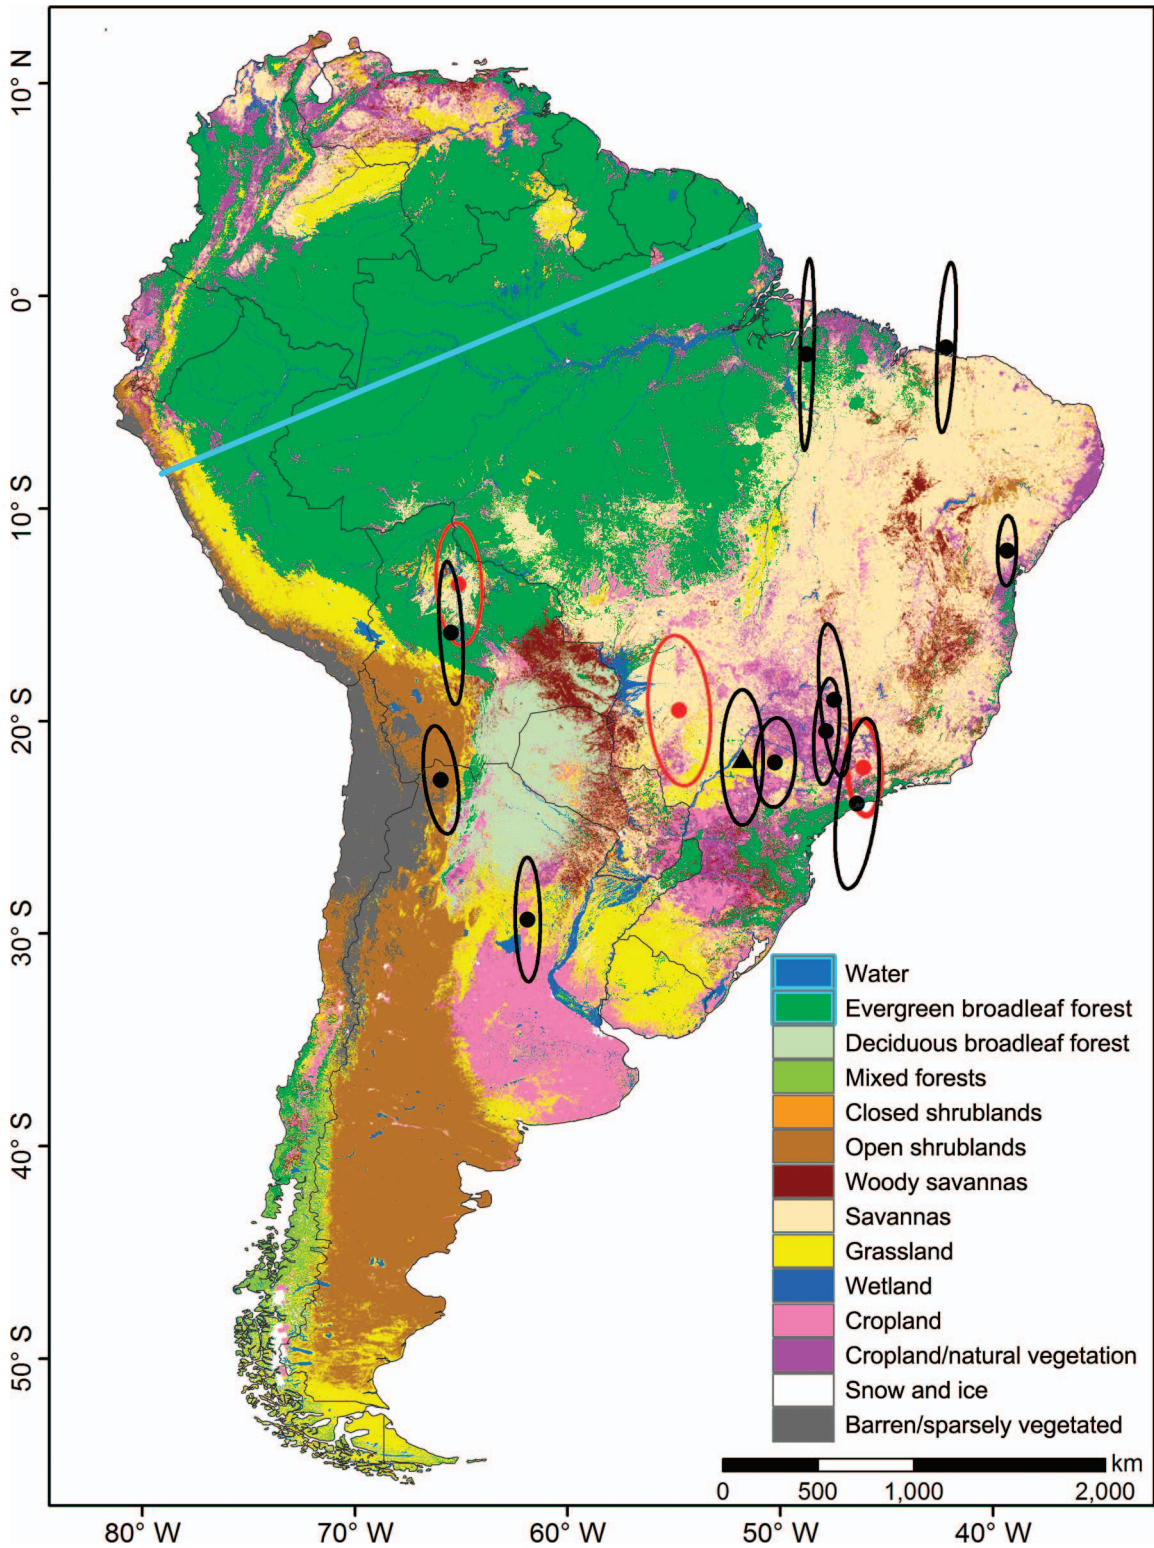 10° N
0°
10° S
20° S
30° S
40° S
50° S
Water
Evergreen broadleaf forest
Deciduous broadleaf forest
Mixed forests
Closed shrublands
Open shrublands
Woody savannas
Savannas
Grassland
Wetland
Cropland
Cropland/natural vegetation
Snow and ice
Barren/sparsely vegetated
km
0 500 1,000 2,000
80° W 70° W 60° W 50° W 40° W